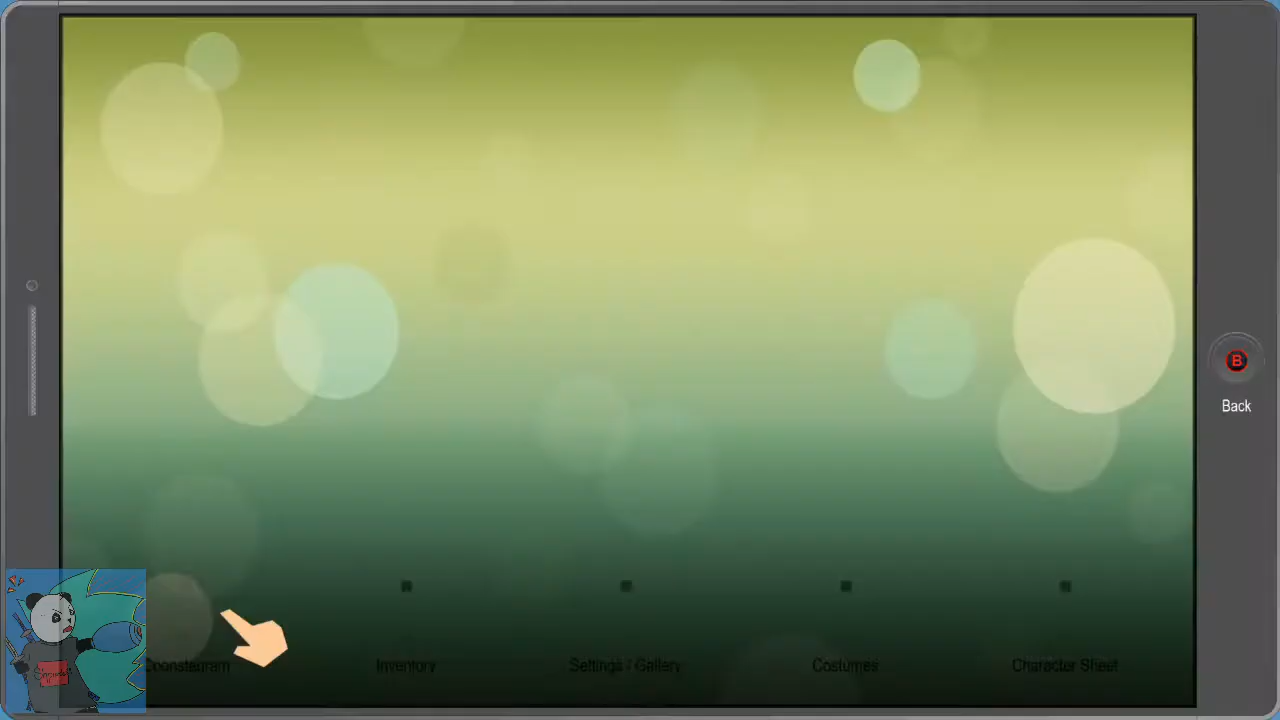 B
Back
Inventory
Settings / Gallery
Costumes
Character Sheet